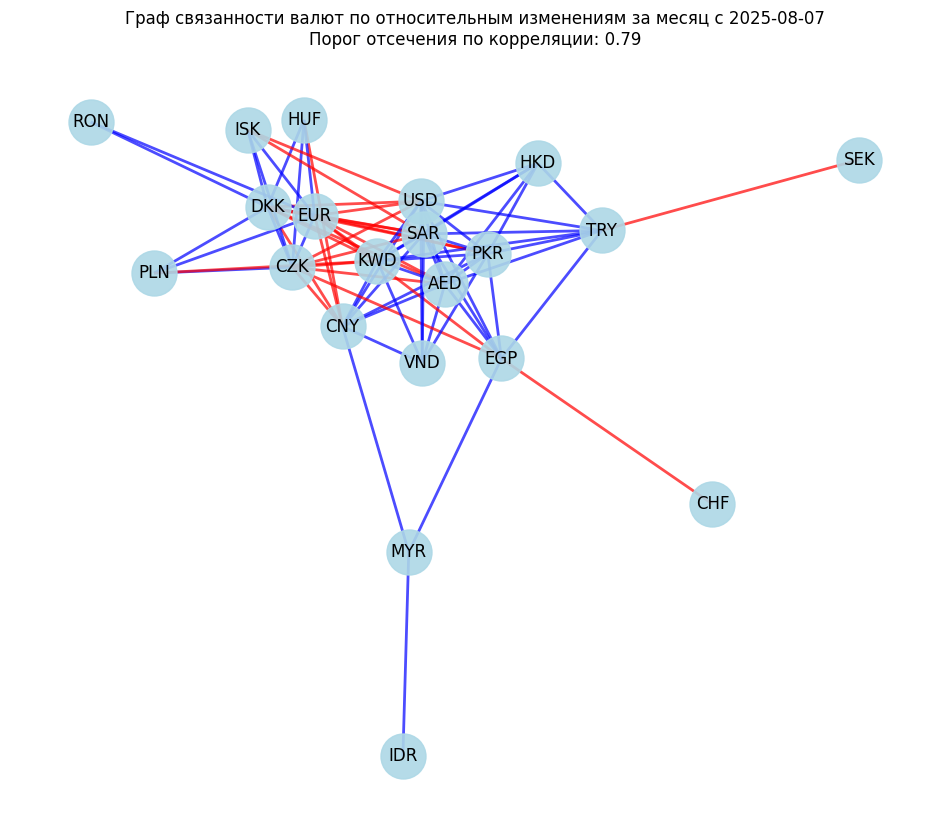 Граф связанности валют по относительным изменениям за месяц с 2025-08-07
Порог отсечения по корреляции: 0.79
RON
ISK
HUF
HKD
SEK
DKK
EUR
USD
SAR
TRY
PLN
CZK
KWD
PKR
AED
CNY
VND
EGP
CHF
MYR
IDR